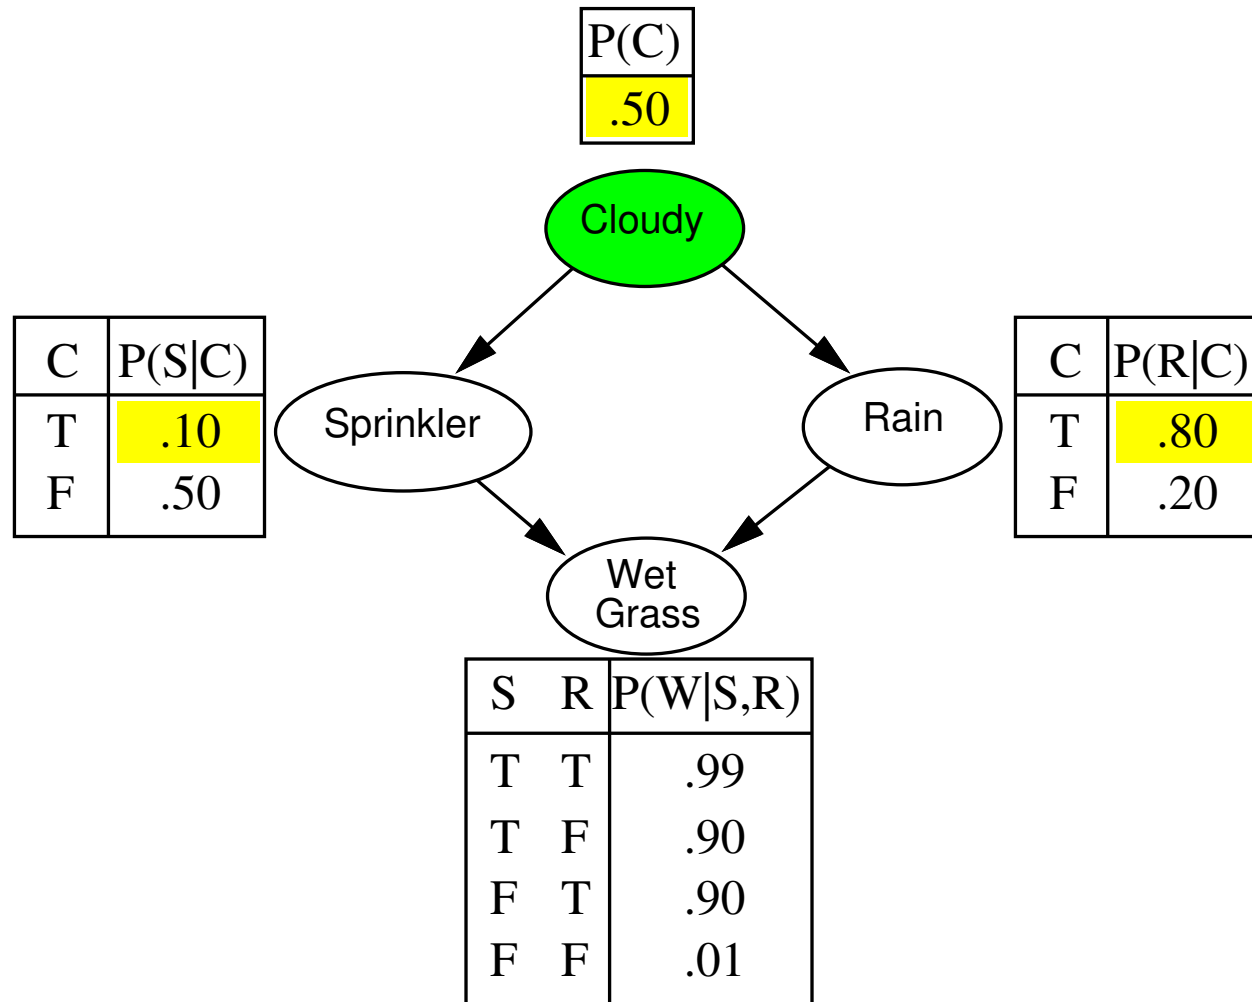 P(C)
.50
Cloudy
C P(S|C)
T .10
F .50
Sprinkler
Rain
C P(R|C)
T .80
F .20
Wet
Grass
S R P(W|S,R)
T T .99
T F .90
F T .90
F F .01